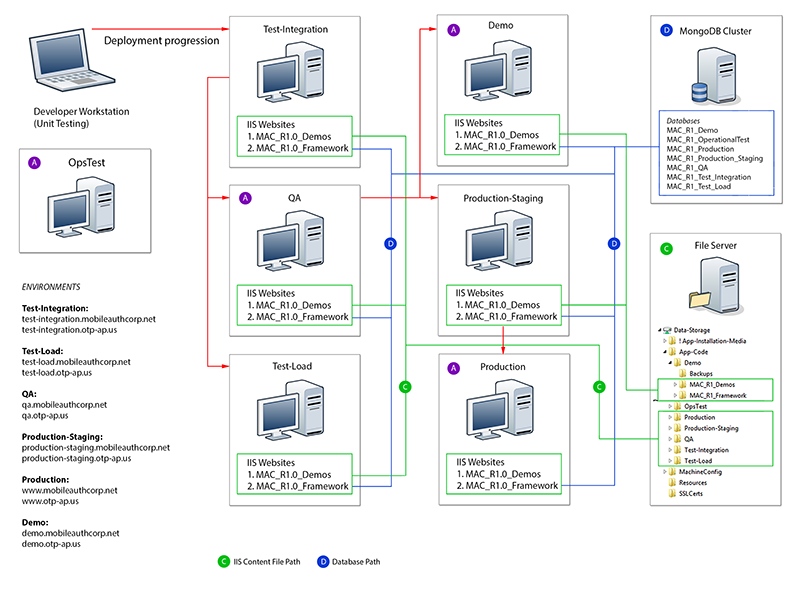 Deployment progression
Developer Workstation
(Unit Testing)
Test-Integration
IIS Websites
1. MAC_R1.0_Demos
2. MAC_R1.0_Framework
A
Demo
IIS Websites
1. MAC_R1.0_Demos
2. MAC_R1.0_Framework
D
MongoDB Cluster
Databases
MAC_R1_Demo
MAC_R1_OperationalTest
MAC_R1_Production
MAC_R1_Production_Staging
MAC_R1_QA
MAC_R1_Test_Integration
MAC_R1_Test_Load
A
OpsTest
A
QA
IIS Websites
1. MAC_R1.0_Demos
2. MAC_R1.0_Framework
D
Production-Staging
IIS Websites
1. MAC_R1.0_Demos
2. MAC_R1.0_Framework
D
C
File Server
Data-Storage
!App-Installation-Media
App-Code
Demo
Backups
MAC_R1_Demos
MAC_R1_Framework
OpsTest
Production
Production-Staging
QA
Test-Integration
Test-Load
MachineConfig
Resources
SSLCerts
ENVIRONMENTS
Test-Integration:
test-integration.mobileauthcorp.net
test-integration.otp-ap.us
Test-Load:
test-load.mobileauthcorp.net
test-load.otp-ap.us
QA:
qa.mobileauthcorp.net
qa.otp-ap.us
Production-Staging:
production-staging.mobileauthcorp.net
production-staging.otp-ap.us
Production:
www.mobileauthcorp.net
www.otp-ap.us
Demo:
demo.mobileauthcorp.net
demo.otp-ap.us
Test-Load
IIS Websites
1. MAC_R1.0_Demos
2. MAC_R1.0_Framework
C
A
Production
IIS Websites
1. MAC_R1.0_Demos
2. MAC_R1.0_Framework
C
C IIS Content File Path
D Database Path